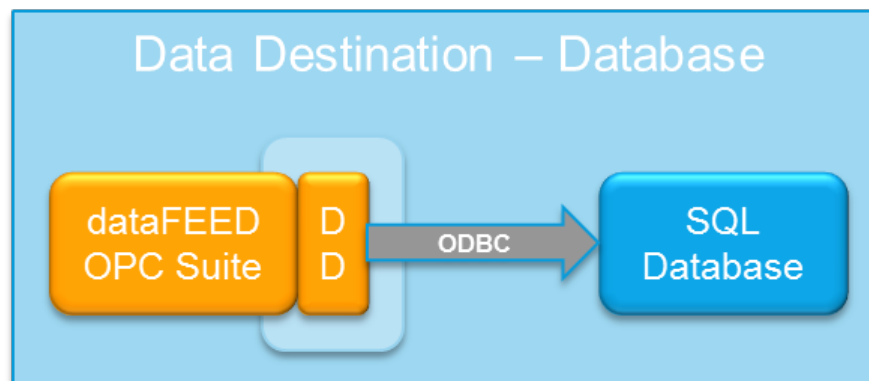 Data Destination – Database
dataFEED
OPC Suite
D
D
ODBC
SQL
Database